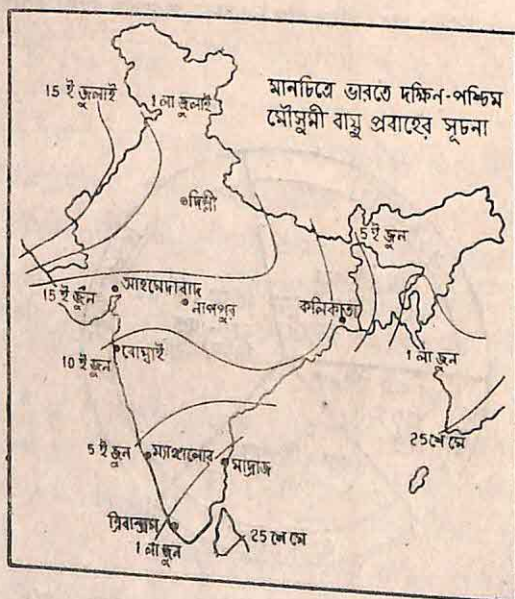 মানচিত্রে ভারতে দক্ষিন-পশ্চিম
মৌসুমী বায়ু প্রবাহের সূচনা
15 ই জুলাই
1 লা জুলাই
দিল্লী
5 ই জুন
15 ই জুন
আহমেদাবাদ
নাগপুর
কলিকাতা
10 ই জুন
বোম্বাই
1 লা জুন
25 শে মে
5 ই জুন
ম্যাঙ্গালোর
মাদ্রাজ
ত্রিবান্দ্রাম
1 লা জুন
25 শে মে